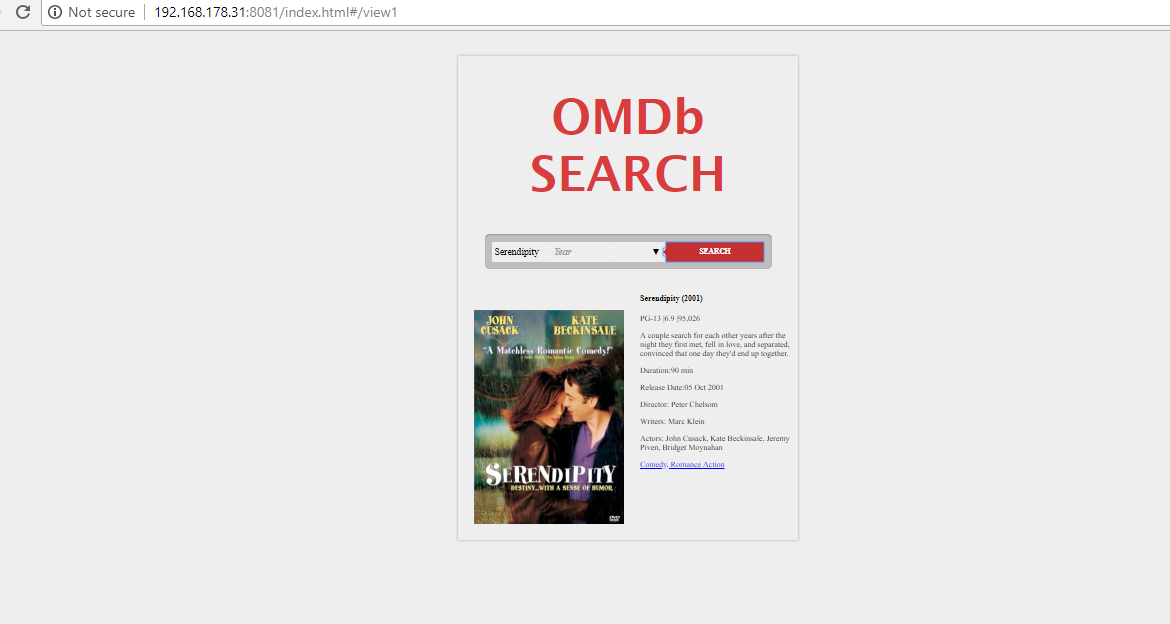 Not secure 192.168.178.31:8081/index.html#/view1
OMDb
SEARCH
Serendipity Year ▼ SEARCH
Serendipity (2001)
PG-13 |6.9 |95,026
A couple search for each other years after the
night they first met, fell in love, and separated,
convinced that one day they'd end up together.
Duration:90 min
Release Date:05 Oct 2001
Director: Peter Chelsom
Writers: Marc Klein
Actors: John Cusack, Kate Beckinsale, Jeremy
Piven, Bridget Moynahan
Comedy, Romance Action
JOHN KATE
CUSACK BECKINSALE
"A Matchless Romantic Comedy!"
SERENDIPITY
DESTINY...WITH A SENSE OF HUMOR.
DVD